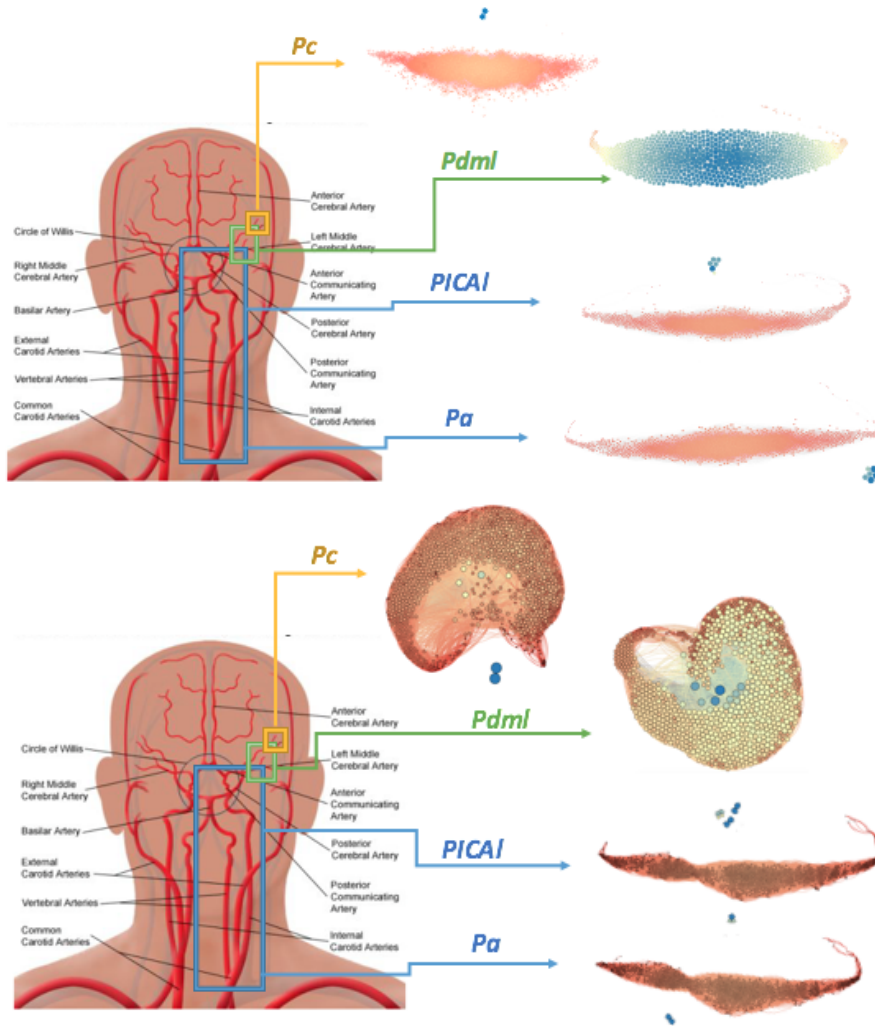 Pc
Pdml
PICAl
Pa
Anterior
Cerebral Artery
Circle of Willis
Left Middle
Cerebral Artery
Right Middle
Cerebral Artery
Anterior
Communicating
Artery
Basilar Artery
Posterior
Cerebral Artery
External
Carotid Arteries
Posterior
Communicating
Artery
Vertebral Arteries
Common
Carotid Arteries
Internal
Carotid Arteries
Pc
Pdml
PICAl
Pa
Anterior
Cerebral Artery
Circle of Willis
Left Middle
Cerebral Artery
Right Middle
Cerebral Artery
Anterior
Communicating
Artery
Basilar Artery
Posterior
Cerebral Artery
External
Carotid Arteries
Posterior
Communicating
Artery
Vertebral Arteries
Common
Carotid Arteries
Internal
Carotid Arteries